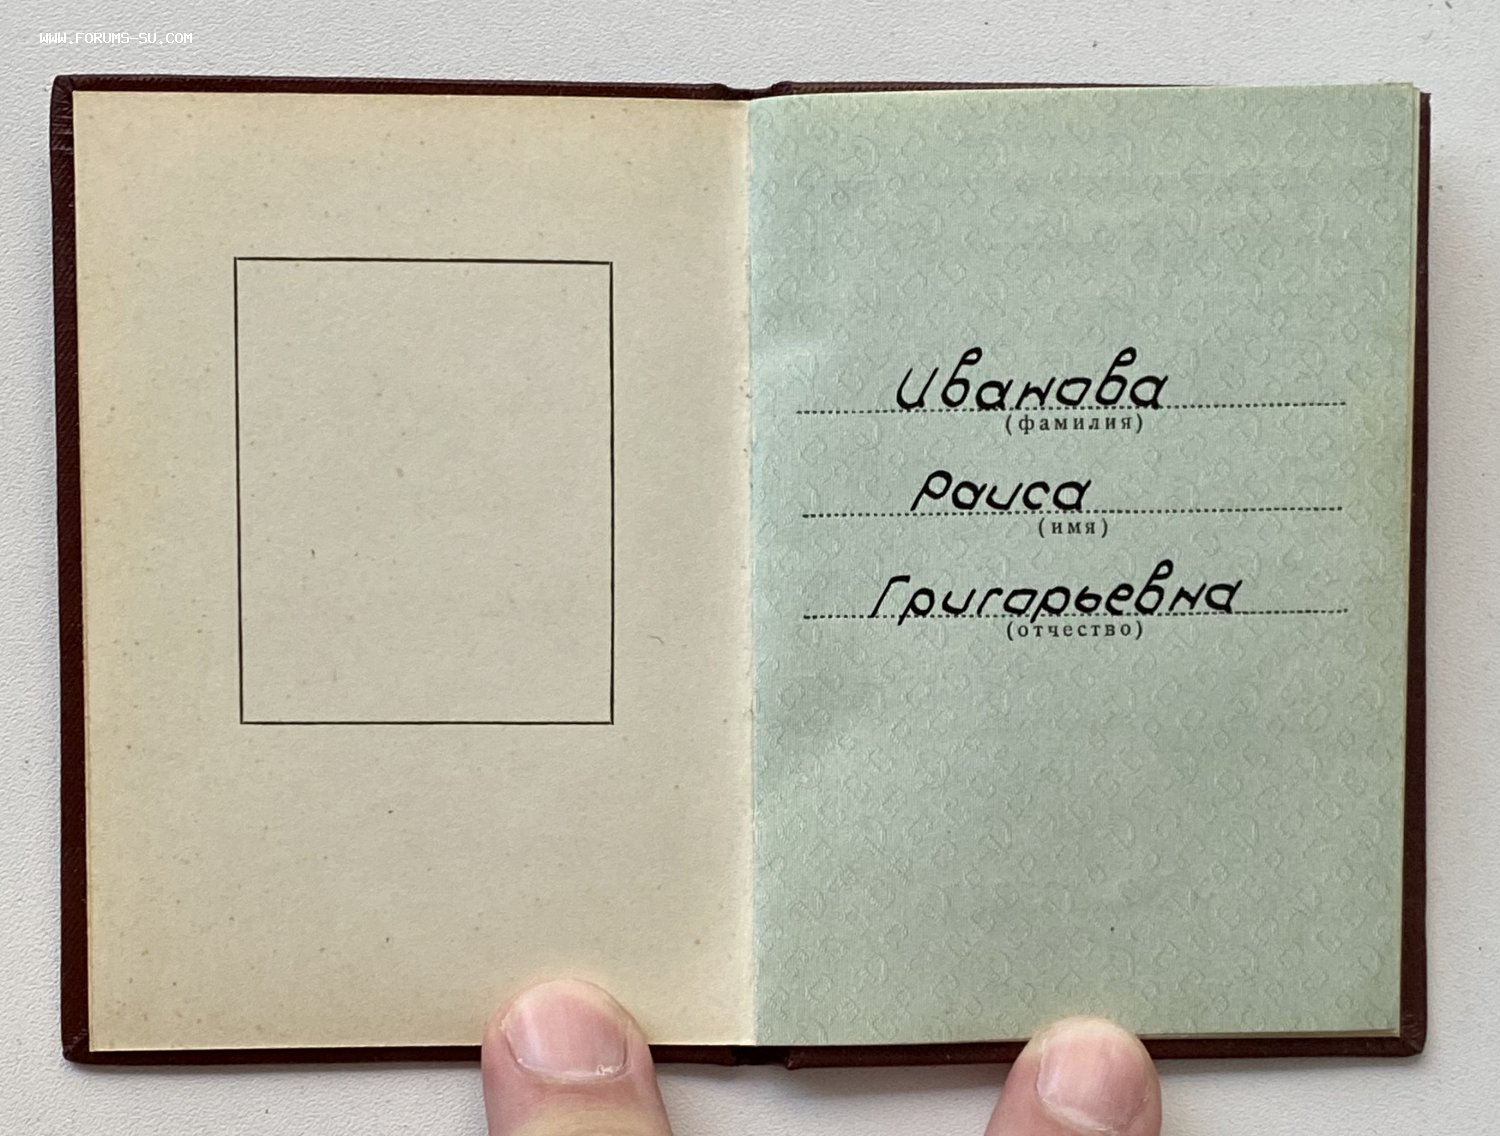 WWW.FORUMS-SU.COM
Иванова
(фамилия)
Раиса
(имя)
Григорьевна
(отчество)